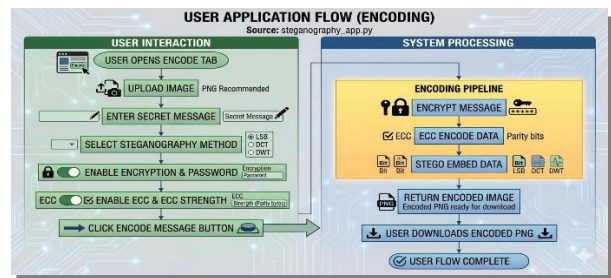 USER APPLICATION FLOW (ENCODING)
Source: steganography_app.py
USER INTERACTION
USER OPENS ENCODE TAB
UPLOAD IMAGE PNG Recommended
ENTER SECRET MESSAGE Secret Message
SELECT STEGANOGRAPHY METHOD
LSB
DCT
DWT
ENABLE ENCRYPTION & PASSWORD
Encryption
Password
ECC ENABLE ECC & ECC STRENGTH
ECC
Strength (Parity bytes)
CLICK ENCODE MESSAGE BUTTON
SYSTEM PROCESSING
ENCODING PIPELINE
ENCRYPT MESSAGE
ECC ECC ENCODE DATA Parity bits
Bit Bit STEGO EMBED DATA Bit
Bit Bit LSB DCT DWT
RETURN ENCODED IMAGE
PNG Encoded PNG ready for download
USER DOWNLOADS ENCODED PNG
USER FLOW COMPLETE